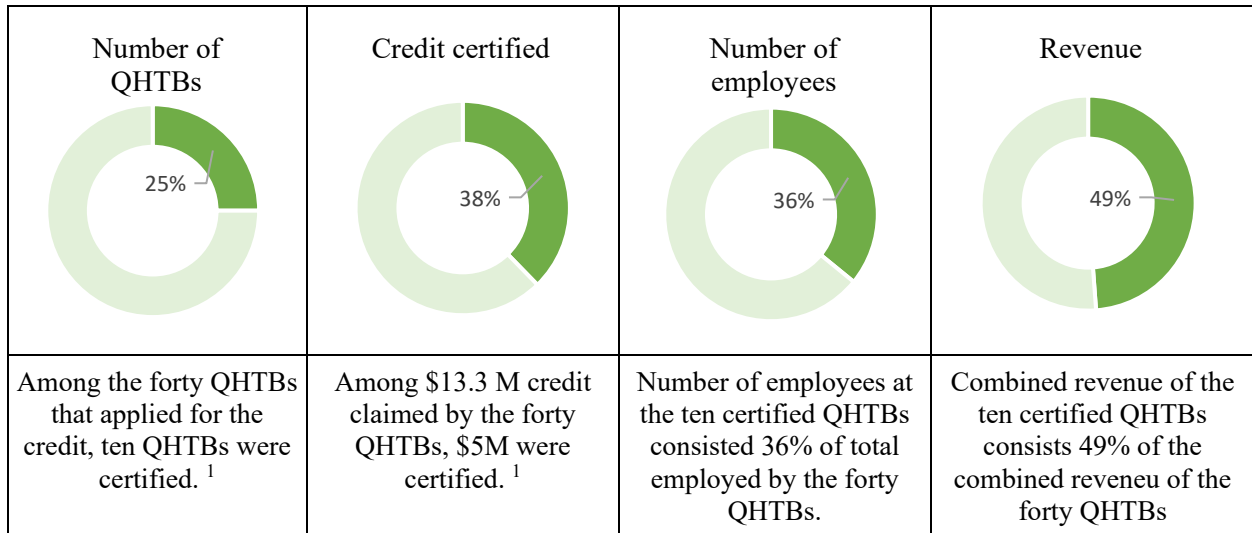 Number of
QHTBs
25%
Credit certified
38%
Number of
employees
36%
Revenue
49%
Among the forty QHTBs
that applied for the
credit, ten QHTBs were
certified. 1
Among $13.3 M credit
claimed by the forty
QHTBs, $5M were
certified. 1
Number of employees at
the ten certified QHTBs
consisted 36% of total
employed by the forty
QHTBs.
Combined revenue of the
ten certified QHTBs
consists 49% of the
combined reveneu of the
forty QHTBs